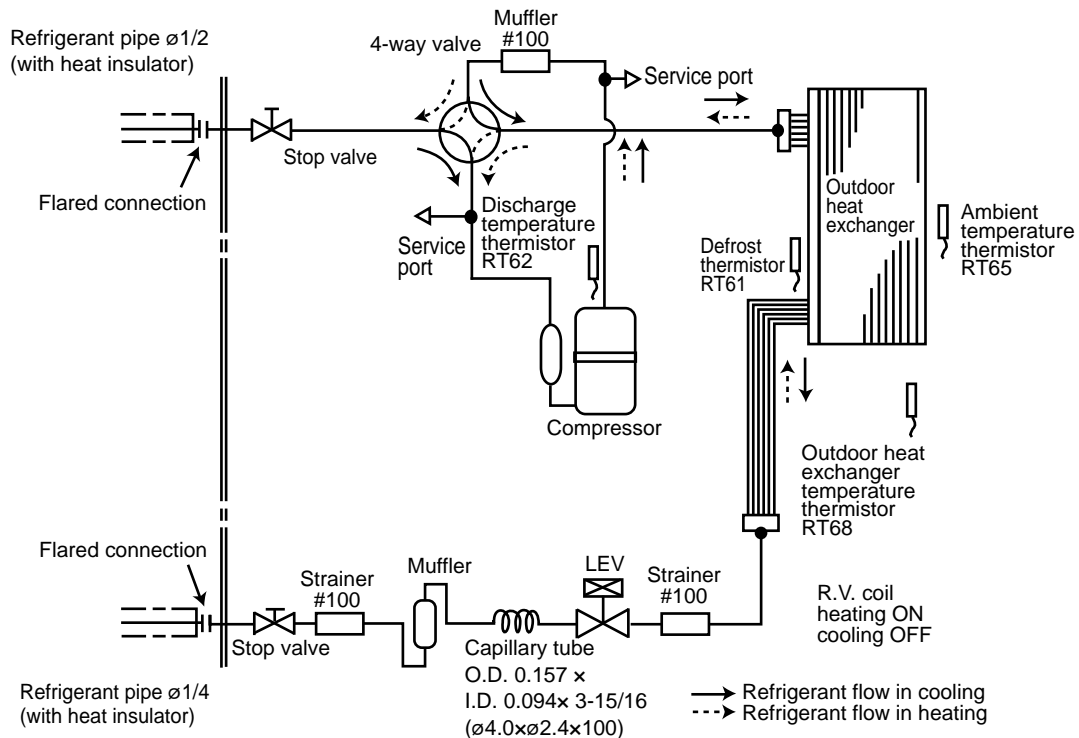 Refrigerant pipe ø1/2
(with heat insulator)
Muffler
#100
4-way valve
Service port
Stop valve
Flared connection
Outdoor
heat
exchanger
Discharge
temperature
thermistor
RT62
Service
port
Defrost
thermistor
RT61
Ambient
temperature
thermistor
RT65
Compressor
Outdoor heat
exchanger
temperature
thermistor
RT68
Flared connection
Stop valve
Strainer
#100
Muffler
Capillary tube
O.D. 0.157 ×
I.D. 0.094× 3-15/16
(ø4.0×ø2.4×100)
LEV
Strainer
#100
R.V. coil
heating ON
cooling OFF
Refrigerant pipe ø1/4
(with heat insulator)
Refrigerant flow in cooling
Refrigerant flow in heating